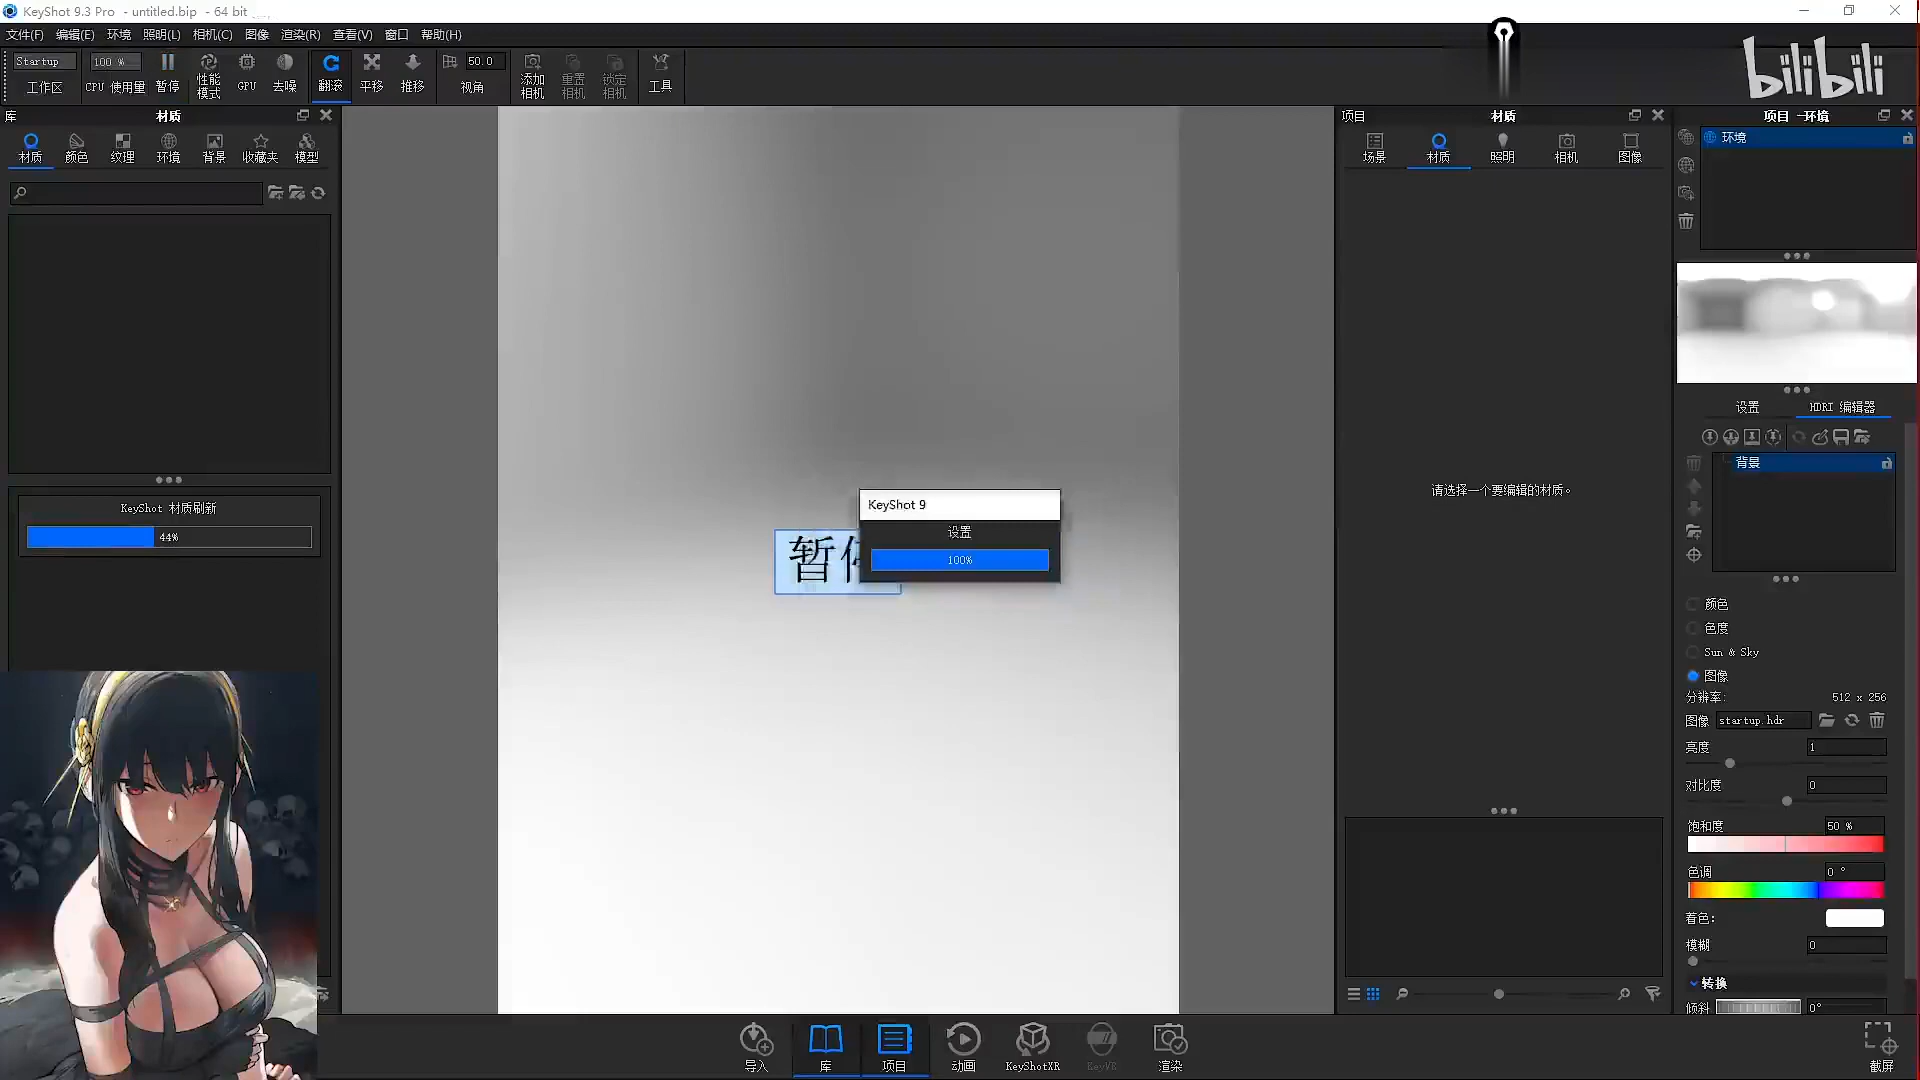 KeyShot 9.3 Pro - untitled.bip - 64 bit
文件(F) 编辑(E) 环境 照明(L) 相机(C) 图像 渲染(R) 查看(V) 窗口 帮助(H)
Startup 100 % 50.0
工作区 CPU 使用量 暂停 性能模式 GPU 去噪 翻滚 平移 推移 视角 添加相机 重置相机 锁定相机 工具
bilibili
库 材质
材质 颜色 纹理 环境 背景 收藏夹 模型
KeyShot 材质刷新
44%
KeyShot 9
设置
100%
暂停
项目 材质
场景 材质 照明 相机 图像
请选择一个要编辑的材质。
项目 - 环境
环境
设置 HDRI 编辑器
背景
颜色
色度
Sun & Sky
图像
分辨率: 512 x 256
图像 startup.hdr
亮度 1
对比度 0
饱和度 50 %
色调 0 °
着色:
模糊 0
转换
倾斜 0°
导入 库 项目 动画 KeyShotXR KeyVR 渲染 截屏